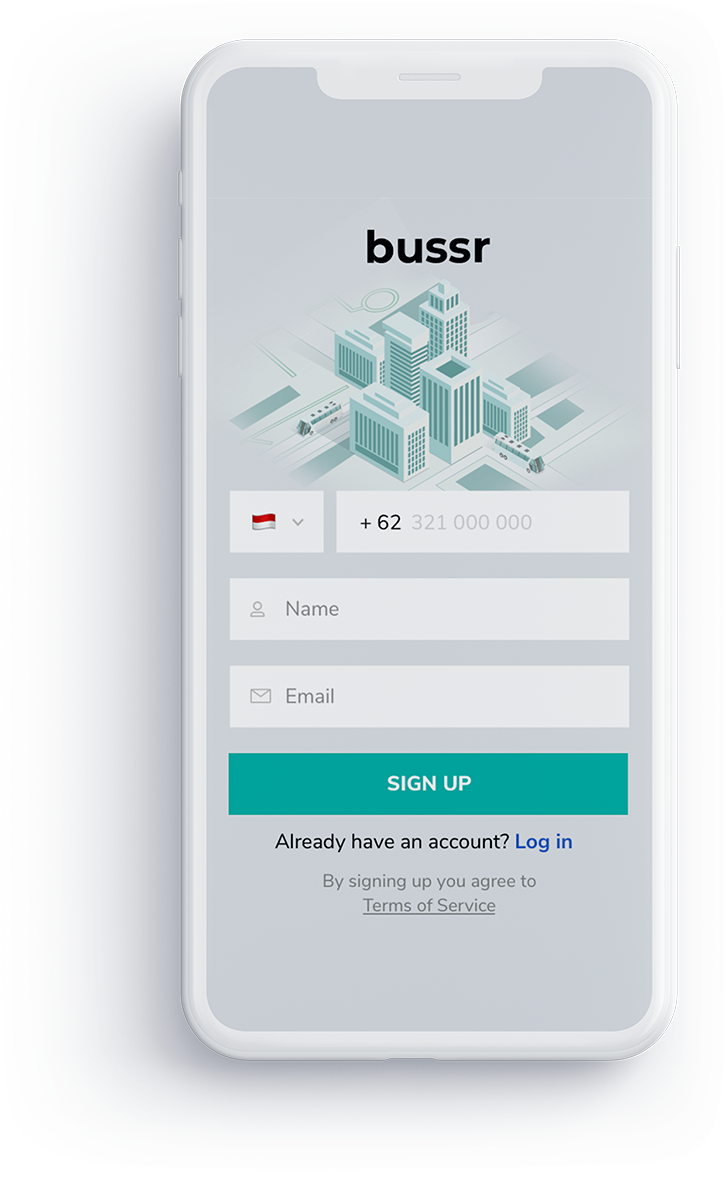 bussr
+ 62 321 000 000
Name
Email
SIGN UP
Already have an account? Log in
By signing up you agree to
Terms of Service